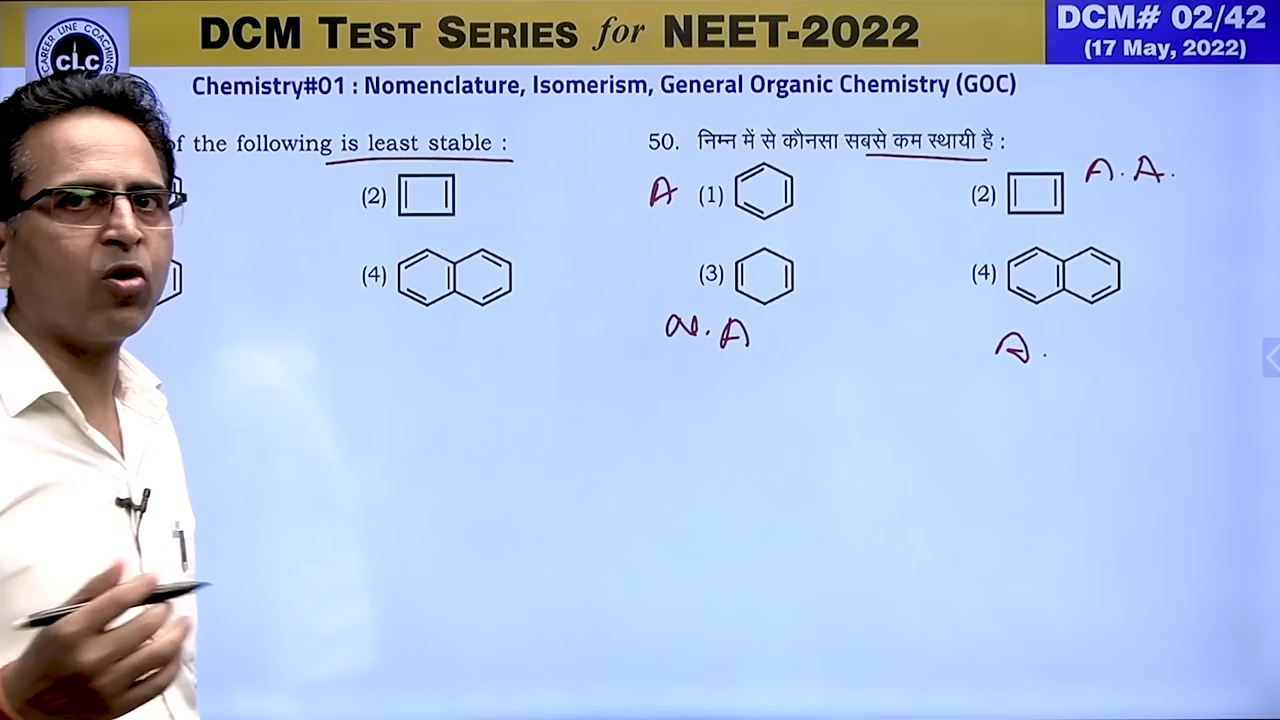 DCM TEST SERIES for NEET-2022
DCM# 02/42
(17 May, 2022)
CAREER LINE COACHING
CLC
Chemistry#01 : Nomenclature, Isomerism, General Organic Chemistry (GOC)
of the following is least stable :
(2)
(4)
50. निम्न में से कौनसा सबसे कम स्थायी है :
A (1)
(2) A.A.
(3)
(4)
N.A
A.